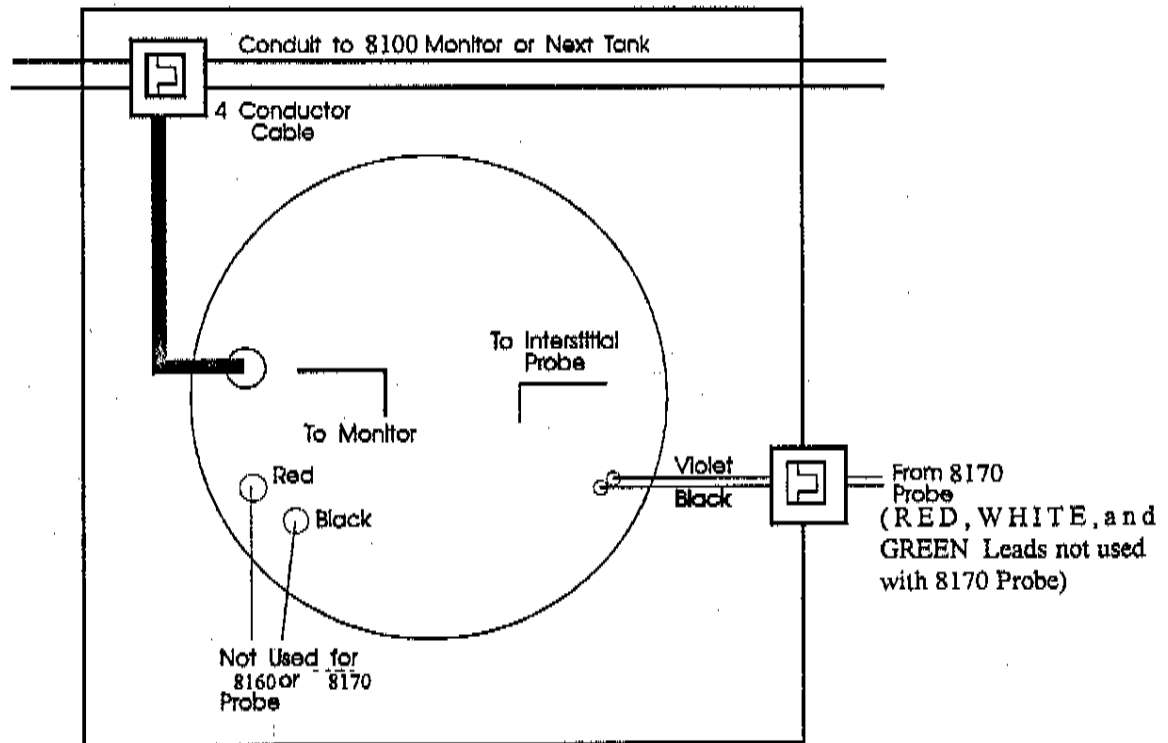 Conduit to 8100 Monitor or Next Tank
4 Conductor
Cable
To Interstitial
Probe
To Monitor
Red
Black
Violet
Black
From 8170
Probe
(RED, WHITE, and
GREEN Leads not used
with 8170 Probe)
Not Used for
8160 or 8170
Probe